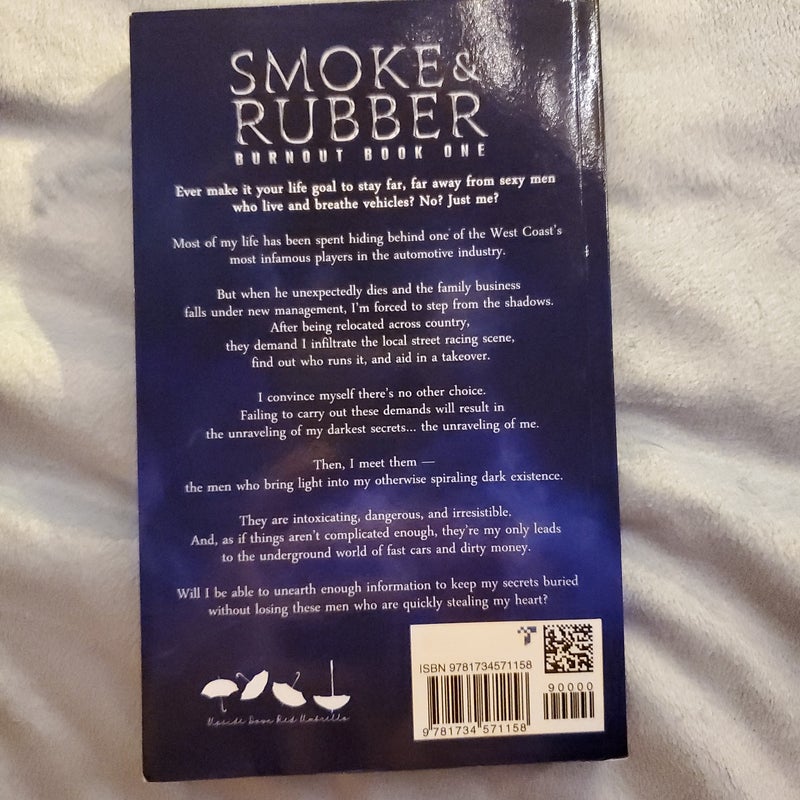 SMOKE &
RUBBER
BURNOUT BOOK ONE
Ever make it your life goal to stay far, far away from sexy men
who live and breathe vehicles? No? Just me?
Most of my life has been spent hiding behind one of the West Coast's
most infamous players in the automotive industry.
But when he unexpectedly dies and the family business
falls under new management, I'm forced to step from the shadows.
After being relocated across country,
they demand I infiltrate the local street racing scene,
find out who runs it, and aid in a takeover.
I convince myself there's no other choice.
Failing to carry out these demands will result in
the unraveling of my darkest secrets... the unraveling of me.
Then, I meet them —
the men who bring light into my otherwise spiraling dark existence.
They are intoxicating, dangerous, and irresistible.
And, as if things aren't complicated enough, they're my only leads
to the underground world of fast cars and dirty money.
Will I be able to unearth enough information to keep my secrets buried
without losing these men who are quickly stealing my heart?
ISBN 9781734571158
90000
9 781734 571158
Upside Down Red Umbrella